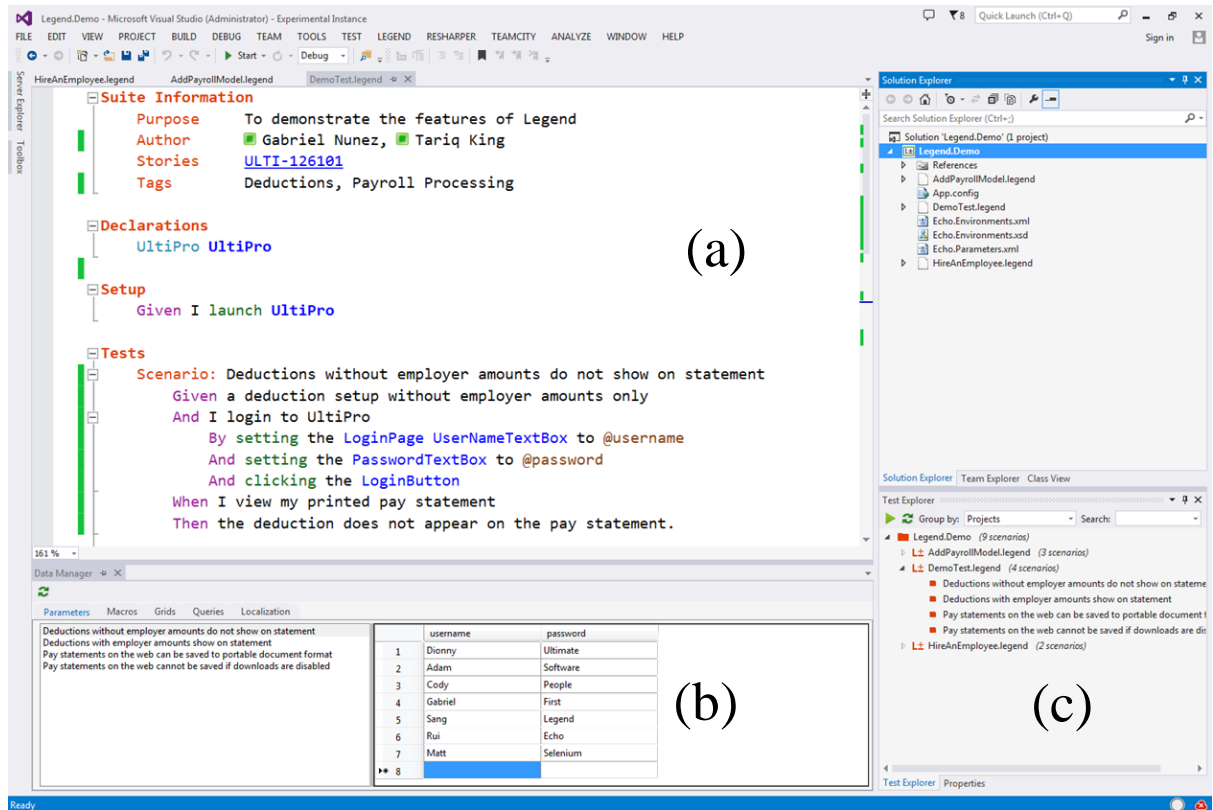 Legend.Demo - Microsoft Visual Studio (Administrator) - Experimental Instance
8
Quick Launch (Ctrl+Q)
FILE EDIT VIEW PROJECT BUILD DEBUG TEAM TOOLS TEST LEGEND RESHARPER TEAMCITY ANALYZE WINDOW HELP
Sign in
Start
Debug
Server Explorer
Toolbox
HireAnEmployee.legend AddPayrollModel.legend DemoTest.legend
Suite Information
Purpose To demonstrate the features of Legend
Author Gabriel Nunez, Tariq King
Stories ULTI-126101
Tags Deductions, Payroll Processing
Declarations
UltiPro UltiPro
Setup
Given I launch UltiPro
Tests
Scenario: Deductions without employer amounts do not show on statement
Given a deduction setup without employer amounts only
And I login to UltiPro
By setting the LoginPage UserNameTextBox to @username
And setting the PasswordTextBox to @password
And clicking the LoginButton
When I view my printed pay statement
Then the deduction does not appear on the pay statement.
(a)
161 %
Solution Explorer
Search Solution Explorer (Ctrl+;)
Solution 'Legend.Demo' (1 project)
Legend.Demo
References
AddPayrollModel.legend
App.config
DemoTest.legend
Echo.Environments.xml
Echo.Environments.xsd
Echo.Parameters.xml
HireAnEmployee.legend
Solution Explorer Team Explorer Class View
Data Manager
Parameters Macros Grids Queries Localization
Deductions without employer amounts do not show on statement
Deductions with employer amounts show on statement
Pay statements on the web can be saved to portable document format
Pay statements on the web cannot be saved if downloads are disabled
username password
1 Dionny Ultimate
2 Adam Software
3 Cody People
4 Gabriel First
5 Sang Legend
6 Rui Echo
7 Matt Selenium
8
(b)
Test Explorer
Group by: Projects Search:
Legend.Demo (9 scenarios)
AddPayrollModel.legend (3 scenarios)
DemoTest.legend (4 scenarios)
Deductions without employer amounts do not show on stateme
Deductions with employer amounts show on statement
Pay statements on the web can be saved to portable document f
Pay statements on the web cannot be saved if downloads are dis
HireAnEmployee.legend (2 scenarios)
(c)
Test Explorer Properties
Ready